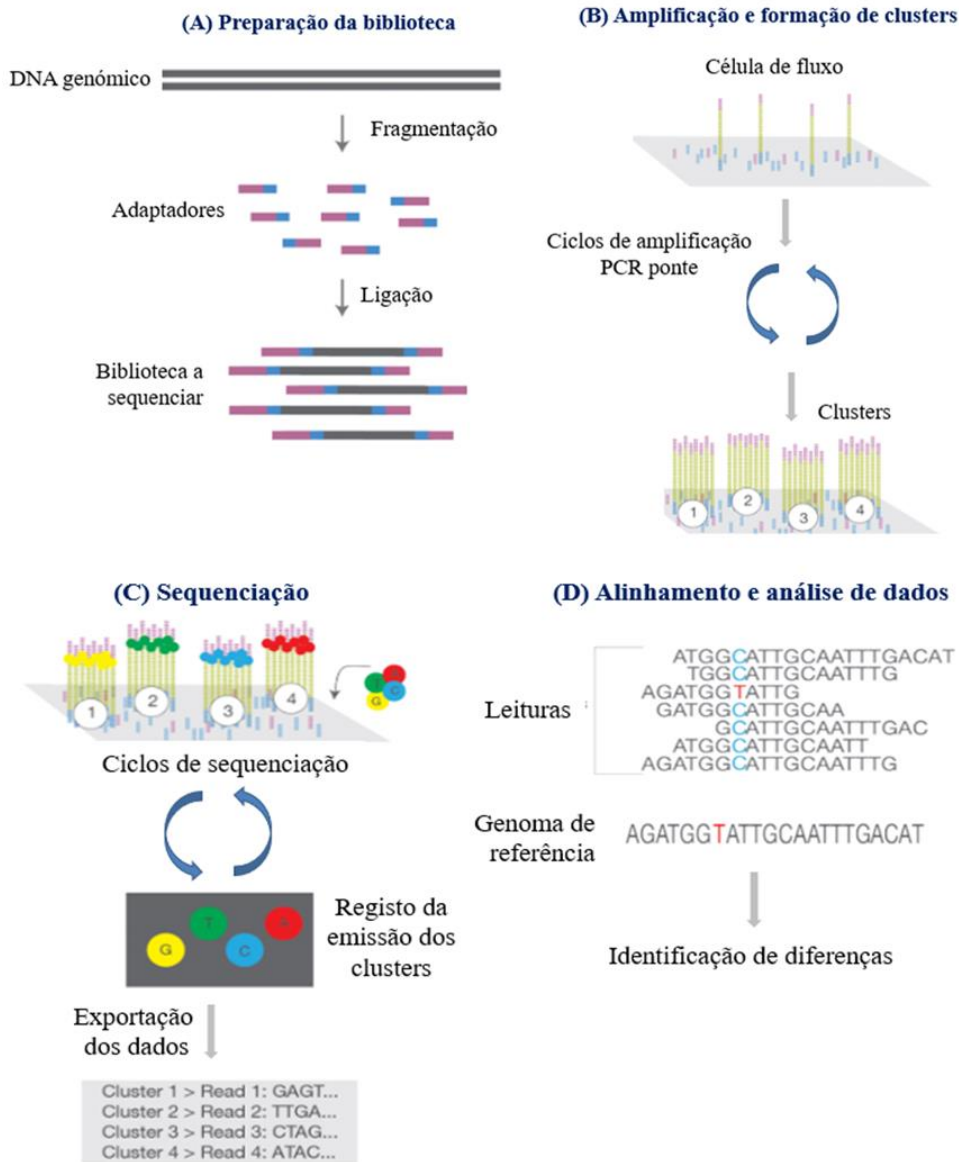 (A) Preparação da biblioteca
DNA genómico
Fragmentação
Adaptadores
Ligação
Biblioteca a
sequenciar
(B) Amplificação e formação de clusters
Célula de fluxo
Ciclos de amplificação
PCR ponte
Clusters
1
2
3
4
(C) Sequenciação
1
2
3
4
T
C
G
Ciclos de sequenciação
G
T
C
A
Registo da
emissão dos
clusters
Exportação
dos dados
Cluster 1 > Read 1: GAGT...
Cluster 2 > Read 2: TTGA...
Cluster 3 > Read 3: CTAG...
Cluster 4 > Read 4: ATAC...
(D) Alinhamento e análise de dados
Leituras
ATGGCATTGCAATTTGACAT
TGGCATTGCAATTTG
AGATGGTATTG
GATGGCATTGCAA
GCATTGCAATTTGAC
ATGGCATTGCAATT
AGATGGCATTGCAATTTG
Genoma de
referência
AGATGGTATTGCAATTTGACAT
Identificação de diferenças